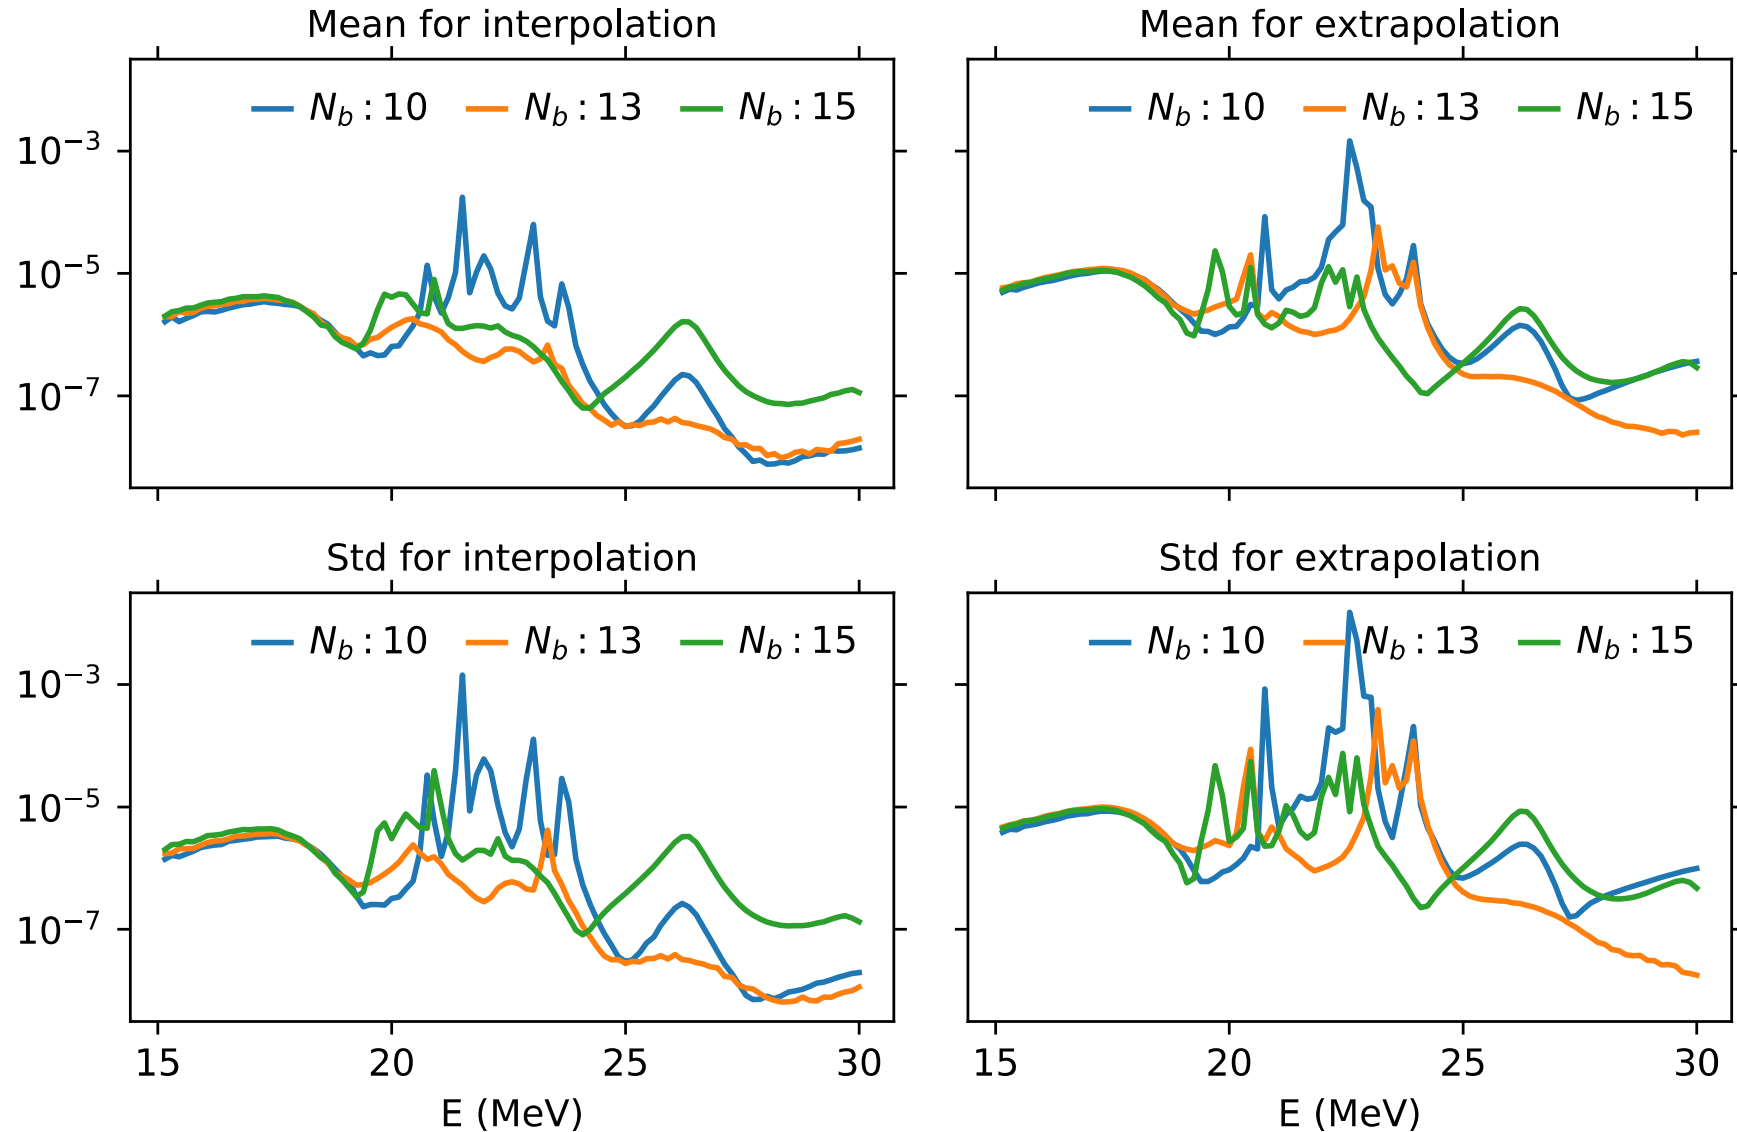 Mean for interpolation
Mean for extrapolation
N_b : 10 N_b : 13 N_b : 15
N_b : 10 N_b : 13 N_b : 15
10^{-3}
10^{-5}
10^{-7}
Std for interpolation
Std for extrapolation
N_b : 10 N_b : 13 N_b : 15
N_b : 10 N_b : 13 N_b : 15
10^{-3}
10^{-5}
10^{-7}
15 20 25 30
15 20 25 30
E (MeV)
E (MeV)